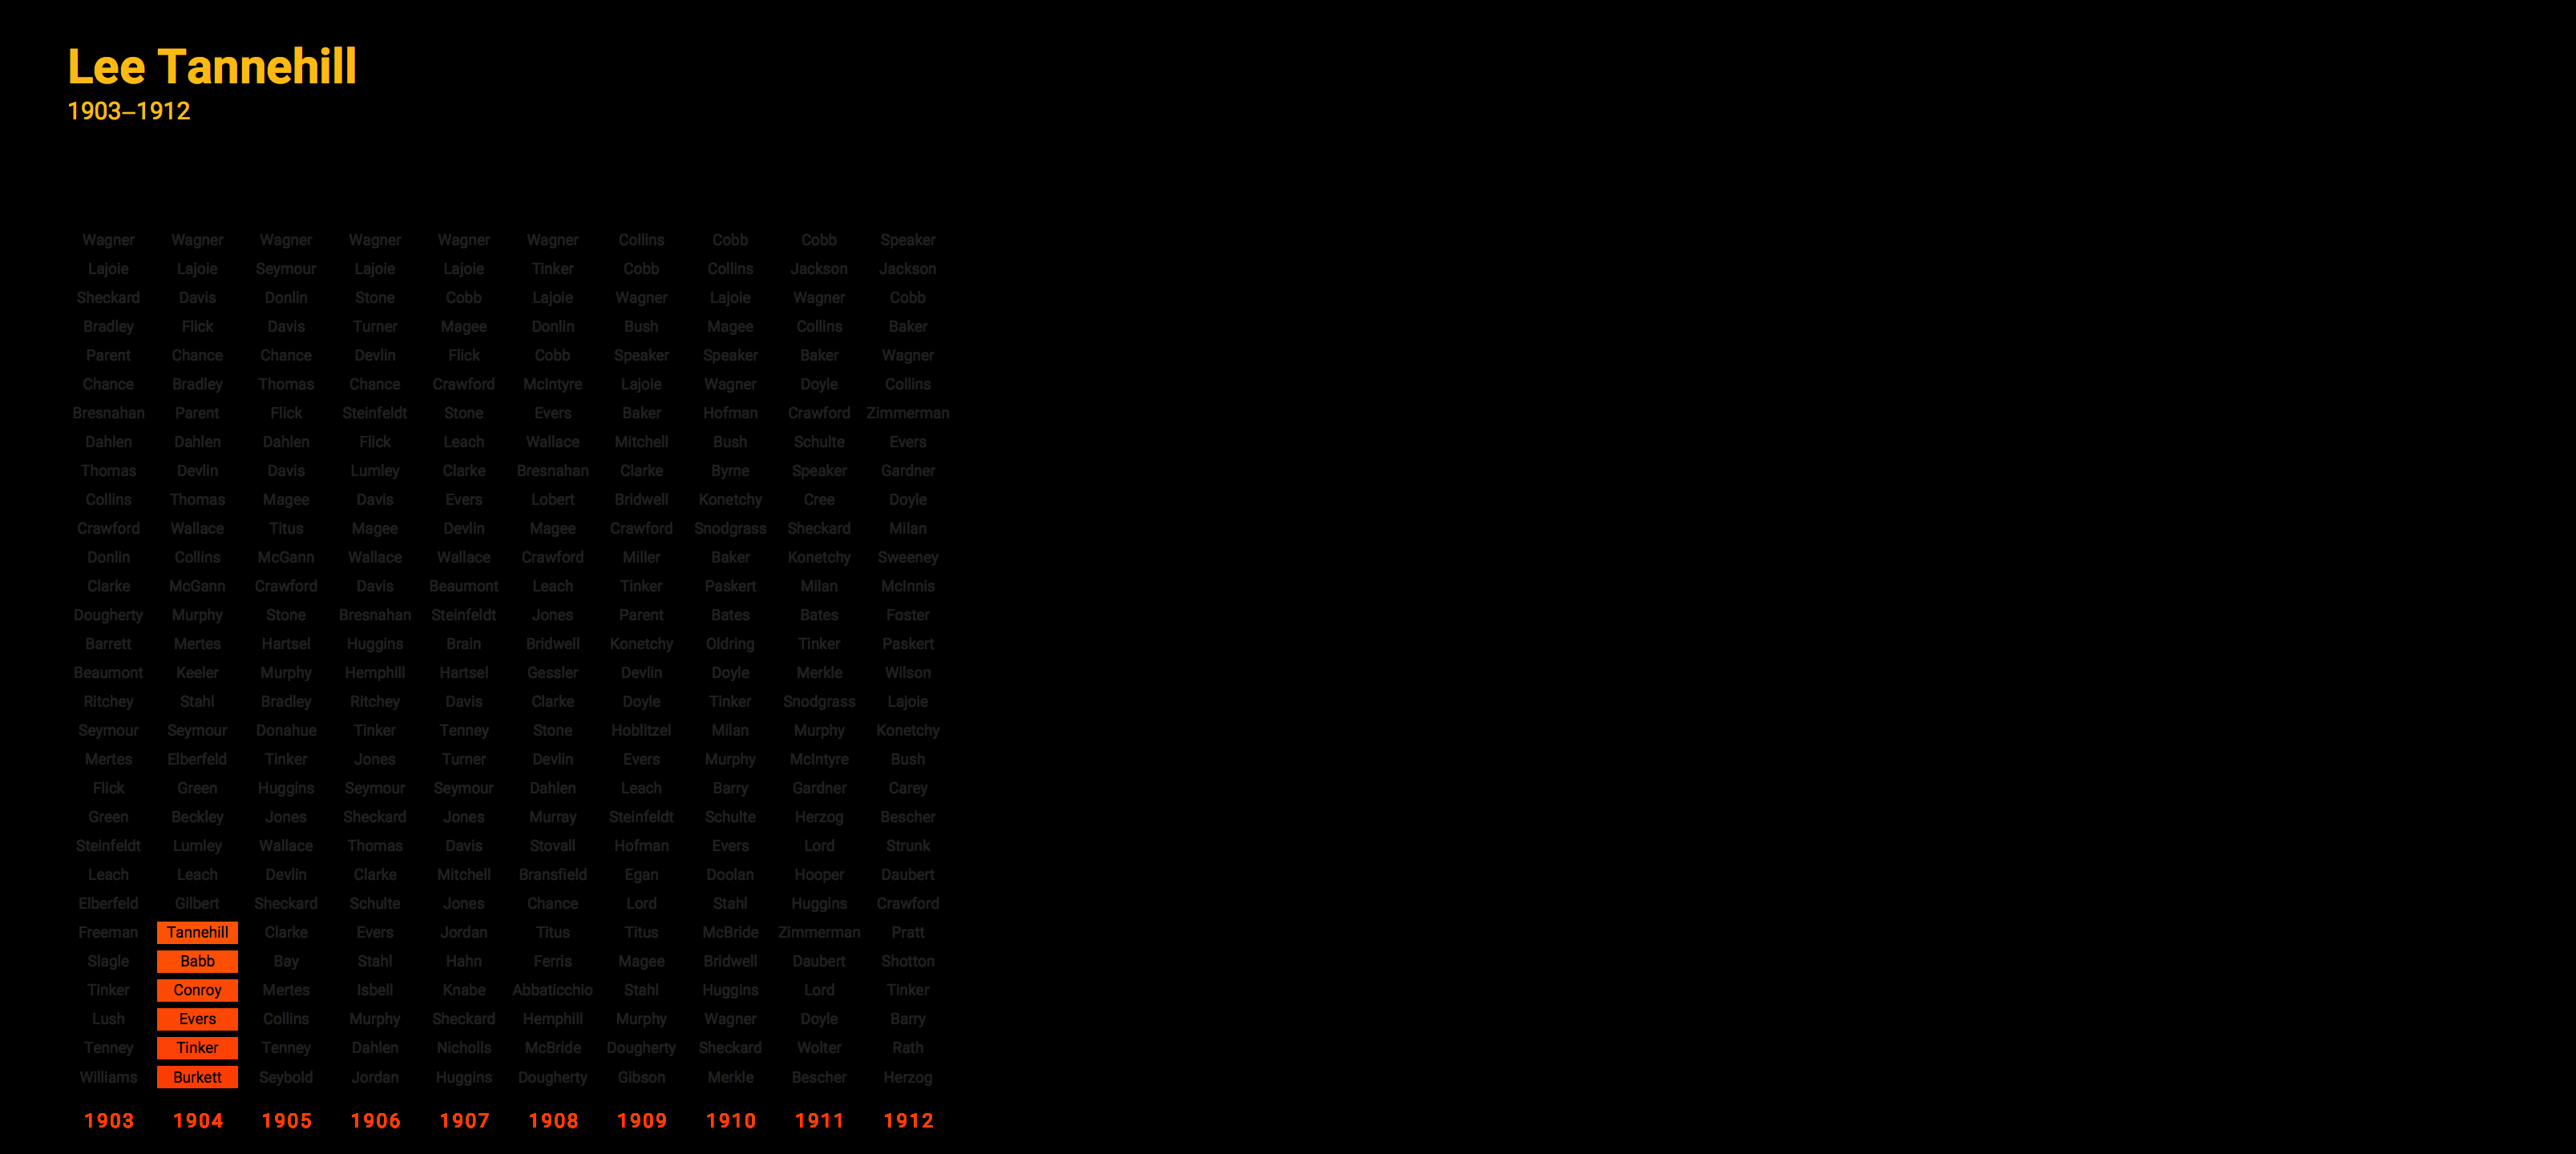 Lee Tannehill
1903–1912
Wagner Wagner Wagner Wagner Wagner Wagner Collins Cobb Cobb Speaker
Lajoie Lajoie Seymour Lajoie Lajoie Tinker Cobb Collins Jackson Jackson
Sheckard Davis Donlin Stone Cobb Lajoie Wagner Lajoie Wagner Cobb
Bradley Flick Davis Turner Magee Donlin Bush Magee Collins Baker
Parent Chance Chance Devlin Flick Cobb Speaker Speaker Baker Wagner
Chance Bradley Thomas Chance Crawford McIntyre Lajoie Wagner Doyle Collins
Bresnahan Parent Flick Steinfeldt Stone Evers Baker Hofman Crawford Zimmerman
Dahlen Dahlen Dahlen Flick Leach Wallace Mitchell Bush Schulte Evers
Thomas Devlin Davis Lumley Clarke Bresnahan Clarke Byrne Speaker Gardner
Collins Thomas Magee Davis Evers Lobert Bridwell Konetchy Cree Doyle
Crawford Wallace Titus Magee Devlin Magee Crawford Snodgrass Sheckard Milan
Donlin Collins McGann Wallace Wallace Crawford Miller Baker Konetchy Sweeney
Clarke McGann Crawford Davis Beaumont Leach Tinker Paskert Milan McInnis
Dougherty Murphy Stone Bresnahan Steinfeldt Jones Parent Bates Bates Foster
Barrett Mertes Hartsel Huggins Brain Bridwell Konetchy Oldring Tinker Paskert
Beaumont Keeler Murphy Hemphill Hartsel Gessler Devlin Doyle Merkle Wilson
Ritchey Stahl Bradley Ritchey Davis Clarke Doyle Tinker Snodgrass Lajoie
Seymour Seymour Donahue Tinker Tenney Stone Hoblitzel Milan Murphy Konetchy
Mertes Elberfeld Tinker Jones Turner Devlin Evers Murphy McIntyre Bush
Flick Green Huggins Seymour Seymour Dahlen Leach Barry Gardner Carey
Green Beckley Jones Sheckard Jones Murray Steinfeldt Schulte Herzog Bescher
Steinfeldt Lumley Wallace Thomas Davis Stovall Hofman Evers Lord Strunk
Leach Leach Devlin Clarke Mitchell Bransfield Egan Doolan Hooper Daubert
Elberfeld Gilbert Sheckard Schulte Jones Chance Lord Stahl Huggins Crawford
Freeman Tannehill Clarke Evers Jordan Titus Titus McBride Zimmerman Pratt
Slagle Babb Bay Stahl Hahn Ferris Magee Bridwell Daubert Shotton
Tinker Conroy Mertes Isbell Knabe Abbaticchio Stahl Huggins Lord Tinker
Lush Evers Collins Murphy Sheckard Hemphill Murphy Wagner Doyle Barry
Tenney Tinker Tenney Dahlen Nicholls McBride Dougherty Sheckard Wolter Rath
Williams Burkett Seybold Jordan Huggins Dougherty Gibson Merkle Bescher Herzog
1903 1904 1905 1906 1907 1908 1909 1910 1911 1912